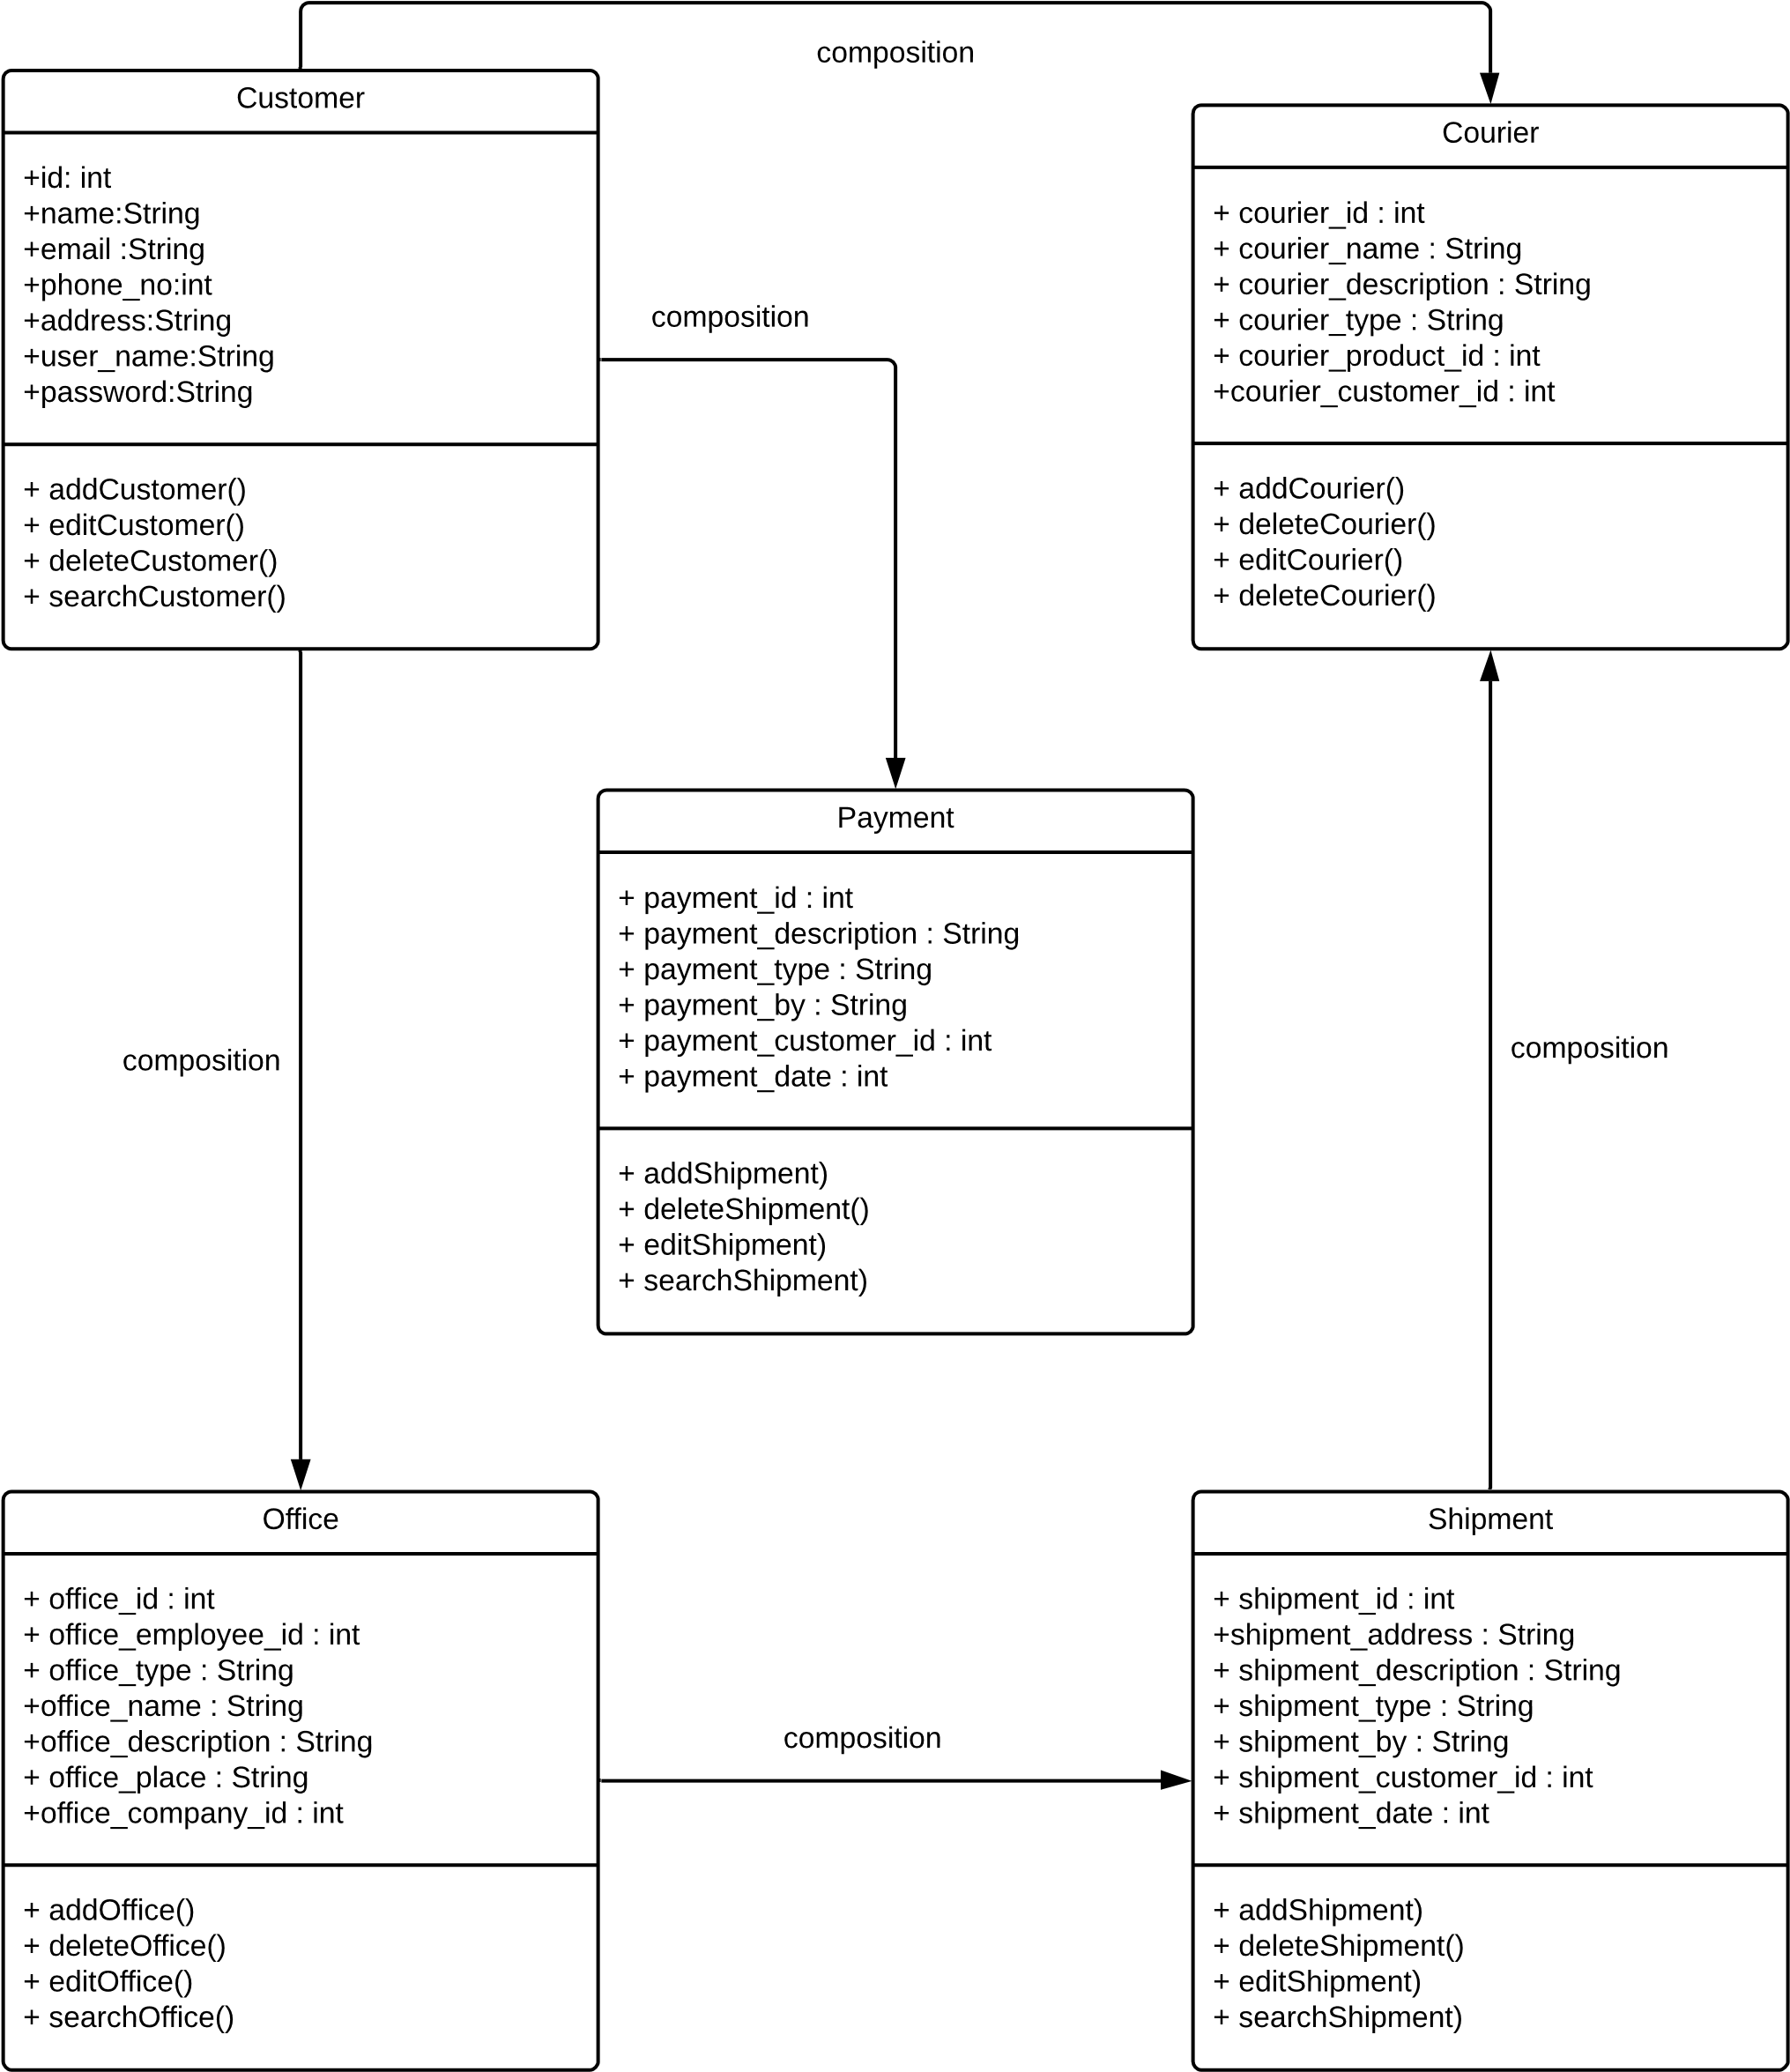 composition
Customer
+id: int
+name:String
+email :String
+phone_no:int
+address:String
+user_name:String
+password:String
+ addCustomer()
+ editCustomer()
+ deleteCustomer()
+ searchCustomer()
Courier
+ courier_id : int
+ courier_name : String
+ courier_description : String
+ courier_type : String
+ courier_product_id : int
+courier_customer_id : int
+ addCourier()
+ deleteCourier()
+ editCourier()
+ deleteCourier()
composition
Payment
+ payment_id : int
+ payment_description : String
+ payment_type : String
+ payment_by : String
+ payment_customer_id : int
+ payment_date : int
+ addShipment)
+ deleteShipment()
+ editShipment)
+ searchShipment)
composition
composition
Office
+ office_id : int
+ office_employee_id : int
+ office_type : String
+office_name : String
+office_description : String
+ office_place : String
+office_company_id : int
+ addOffice()
+ deleteOffice()
+ editOffice()
+ searchOffice()
composition
Shipment
+ shipment_id : int
+shipment_address : String
+ shipment_description : String
+ shipment_type : String
+ shipment_by : String
+ shipment_customer_id : int
+ shipment_date : int
+ addShipment)
+ deleteShipment()
+ editShipment)
+ searchShipment)